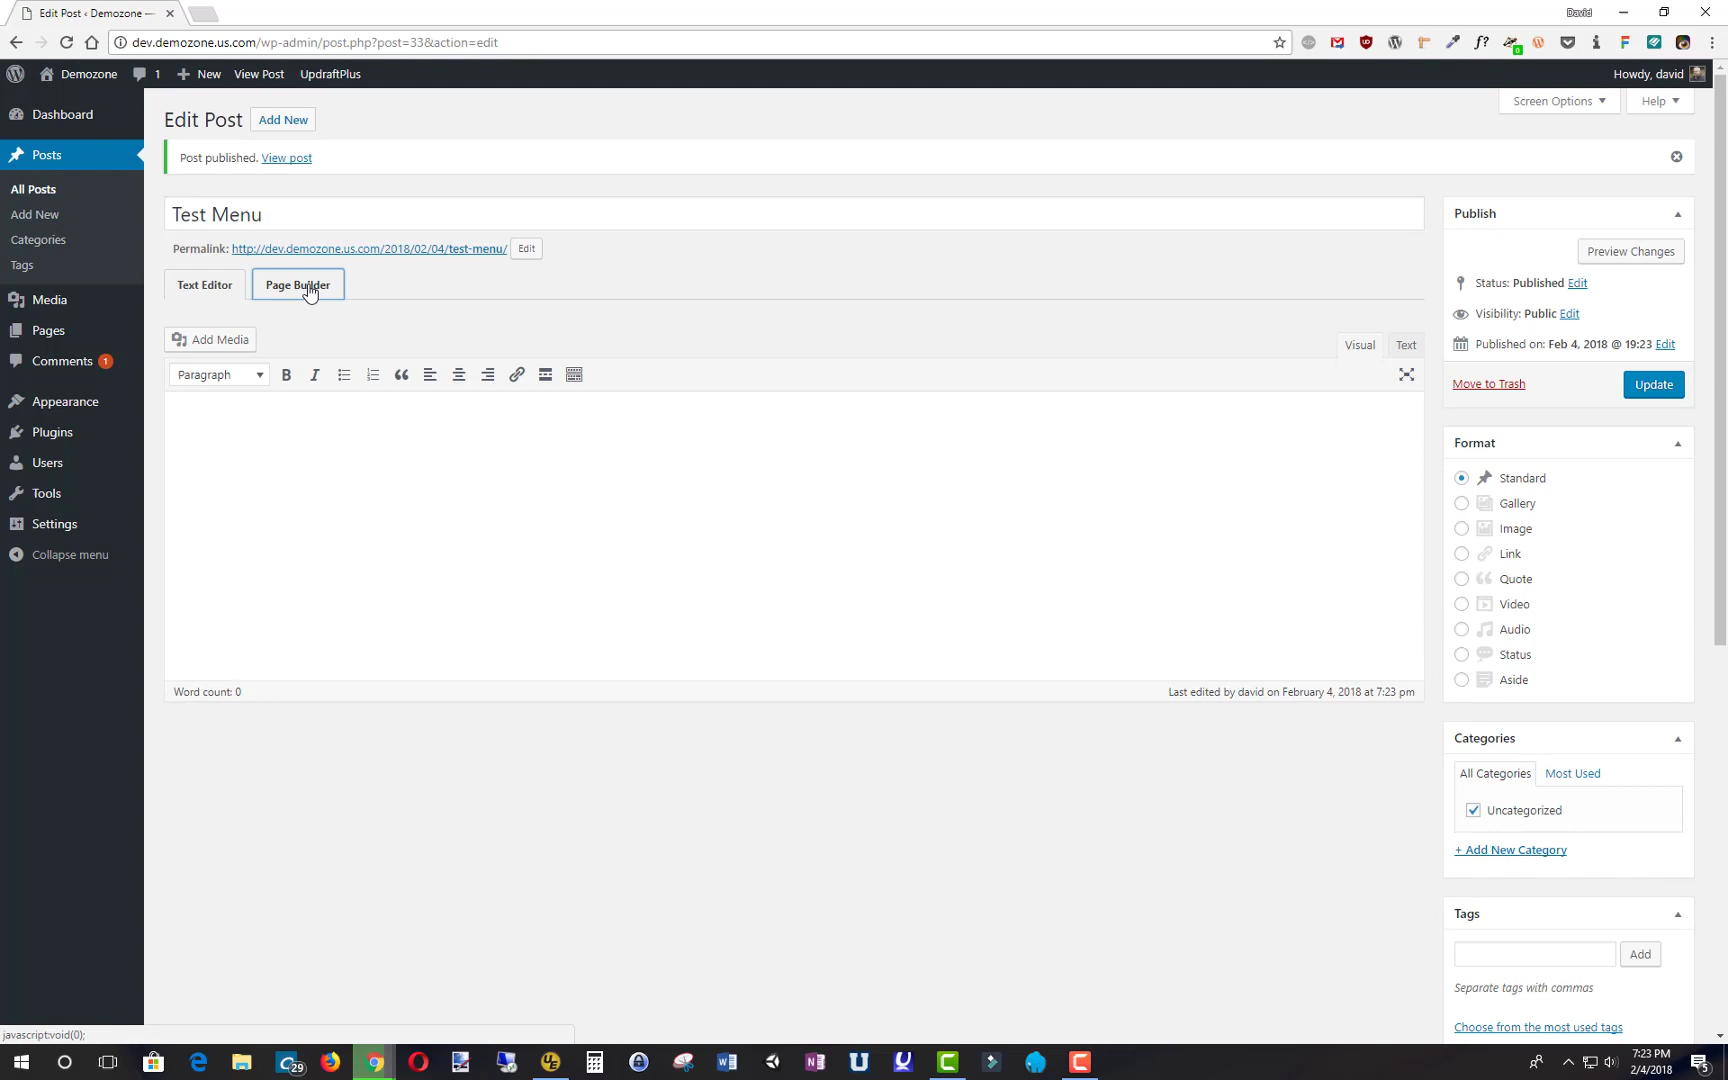 Edit Post ‹ Demozone —
David
dev.demozone.us.com/wp-admin/post.php?post=33&action=edit
Demozone 1 New View Post UpdraftPlus Howdy, david
Screen Options Help
Dashboard
Posts
All Posts
Add New
Categories
Tags
Media
Pages
Comments 1
Appearance
Plugins
Users
Tools
Settings
Collapse menu
Edit Post Add New
Post published. View post
Test Menu
Permalink: http://dev.demozone.us.com/2018/02/04/test-menu/ Edit
Text Editor Page Builder
Add Media
Visual Text
Paragraph
Word count: 0 Last edited by david on February 4, 2018 at 7:23 pm
Publish
Preview Changes
Status: Published Edit
Visibility: Public Edit
Published on: Feb 4, 2018 @ 19:23 Edit
Move to Trash Update
Format
Standard
Gallery
Image
Link
Quote
Video
Audio
Status
Aside
Categories
All Categories Most Used
Uncategorized
+ Add New Category
Tags
Add
Separate tags with commas
Choose from the most used tags
javascript:void(0);
29
7:23 PM
2/4/2018
5